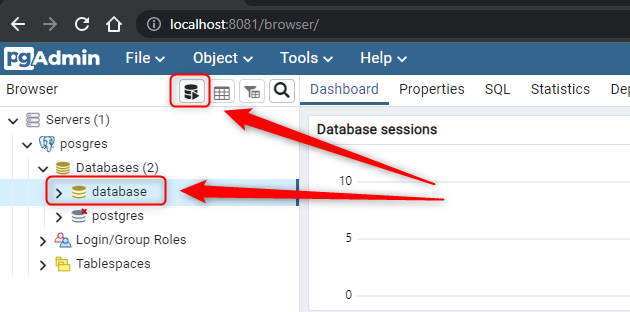 localhost:8081/browser/
pgAdmin File Object Tools Help
Browser Dashboard Properties SQL Statistics De
Servers (1)
posgres
Databases (2)
database
postgres
Login/Group Roles
Tablespaces
Database sessions
10
5
0